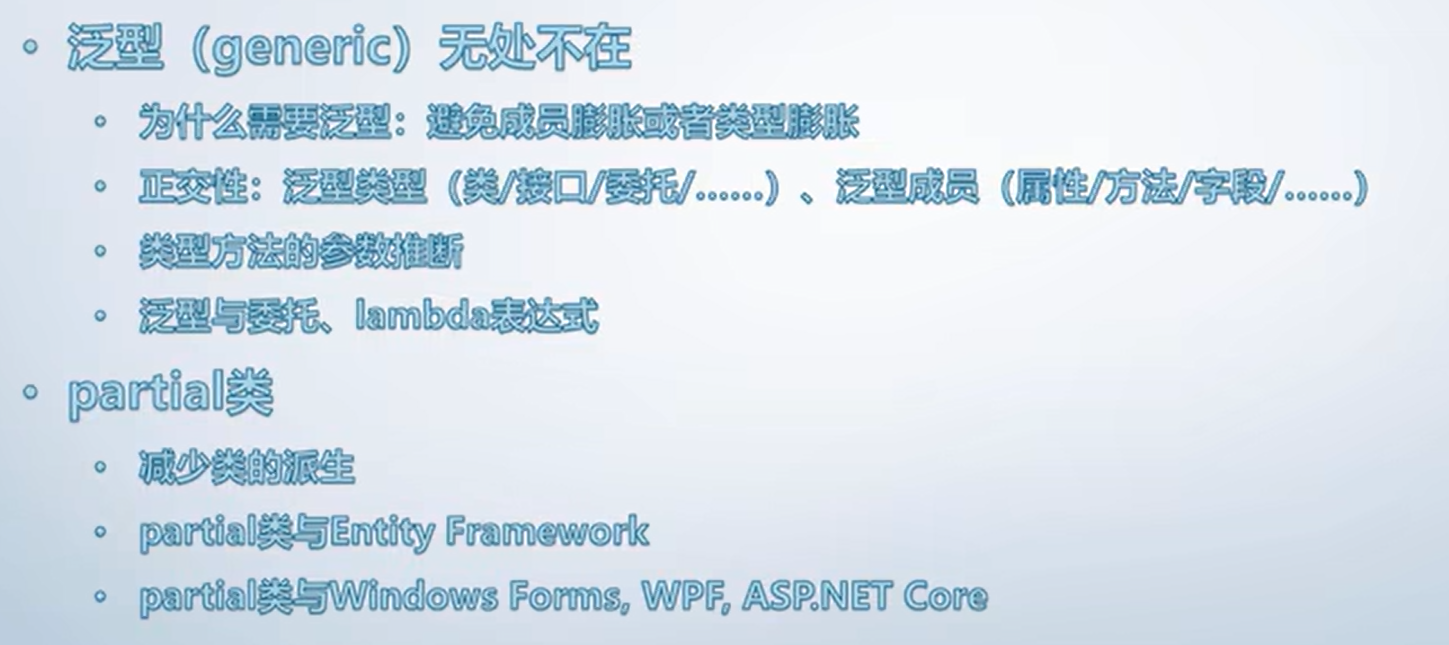 • 泛型（generic）无处不在
• 为什么需要泛型：避免成员膨胀或者类型膨胀
• 正交性：泛型类型（类/接口/委托/……）、泛型成员（属性/方法/字段/……）
• 类型方法的参数推断
• 泛型与委托、lambda表达式
• partial类
• 减少类的派生
• partial类与Entity Framework
• partial类与Windows Forms, WPF, ASP.NET Core